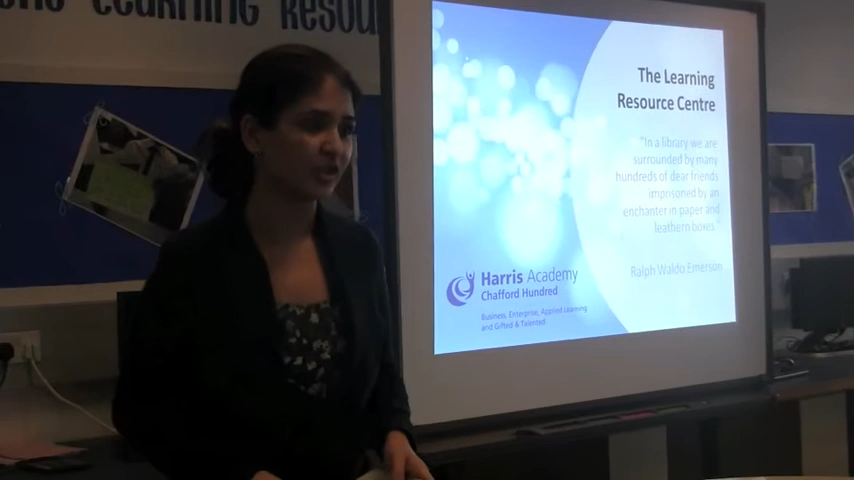 Learning Resou
The Learning
Resource Centre
"In a library we are
surrounded by many
hundreds of dear friends
imprisoned by an
enchanter in paper and
leathern boxes."
Ralph Waldo Emerson
Harris Academy
Chafford Hundred
Business, Enterprise, Applied Learning
and Gifted & Talented